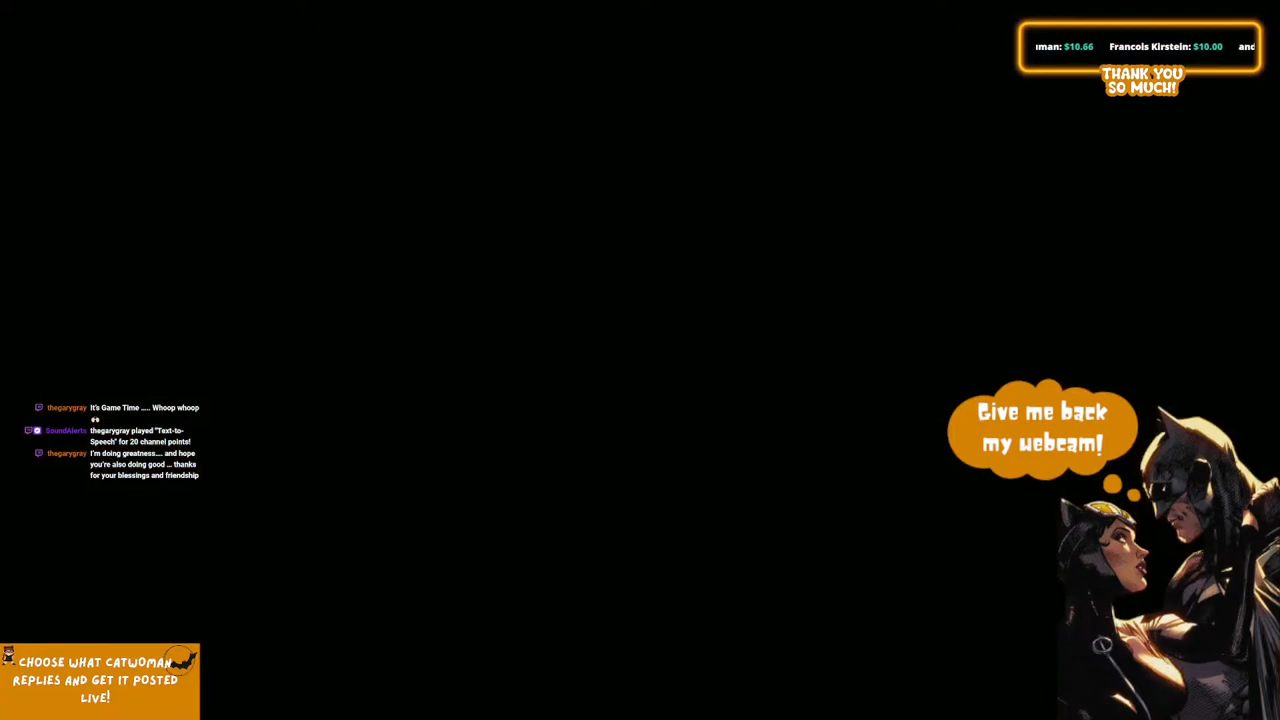 uman: $10.66 Francois Kirstein: $10.00 and
THANK YOU
SO MUCH!
thegarygray It's Game Time ..... Whoop whoop
SoundAlerts thegarygray played "Text-to-
Speech" for 20 channel points!
thegarygray I'm doing greatness.... and hope
you're also doing good ... thanks
for your blessings and friendship
Give me back
my webcam!
CHOOSE WHAT CATWOMAN
REPLIES AND GET IT POSTED
LIVE!